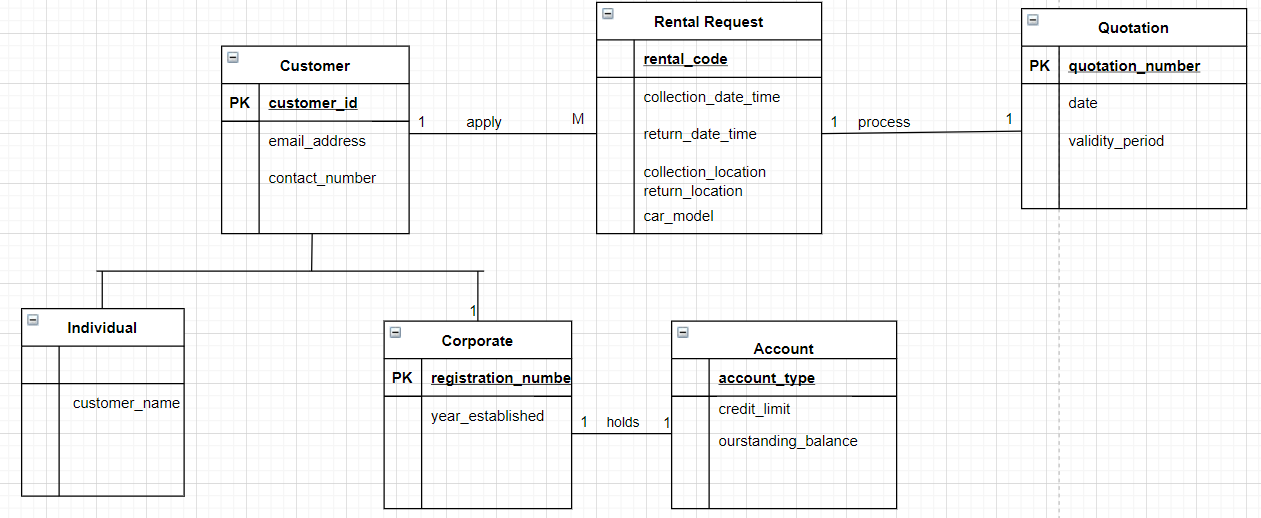 Customer
PK customer_id
email_address
contact_number
1 apply M
Rental Request
rental_code
collection_date_time
return_date_time
collection_location
return_location
car_model
1 process 1
Quotation
PK quotation_number
date
validity_period
Individual
customer_name
1
Corporate
PK registration_numbe
year_established
1 holds 1
Account
account_type
credit_limit
ourstanding_balance